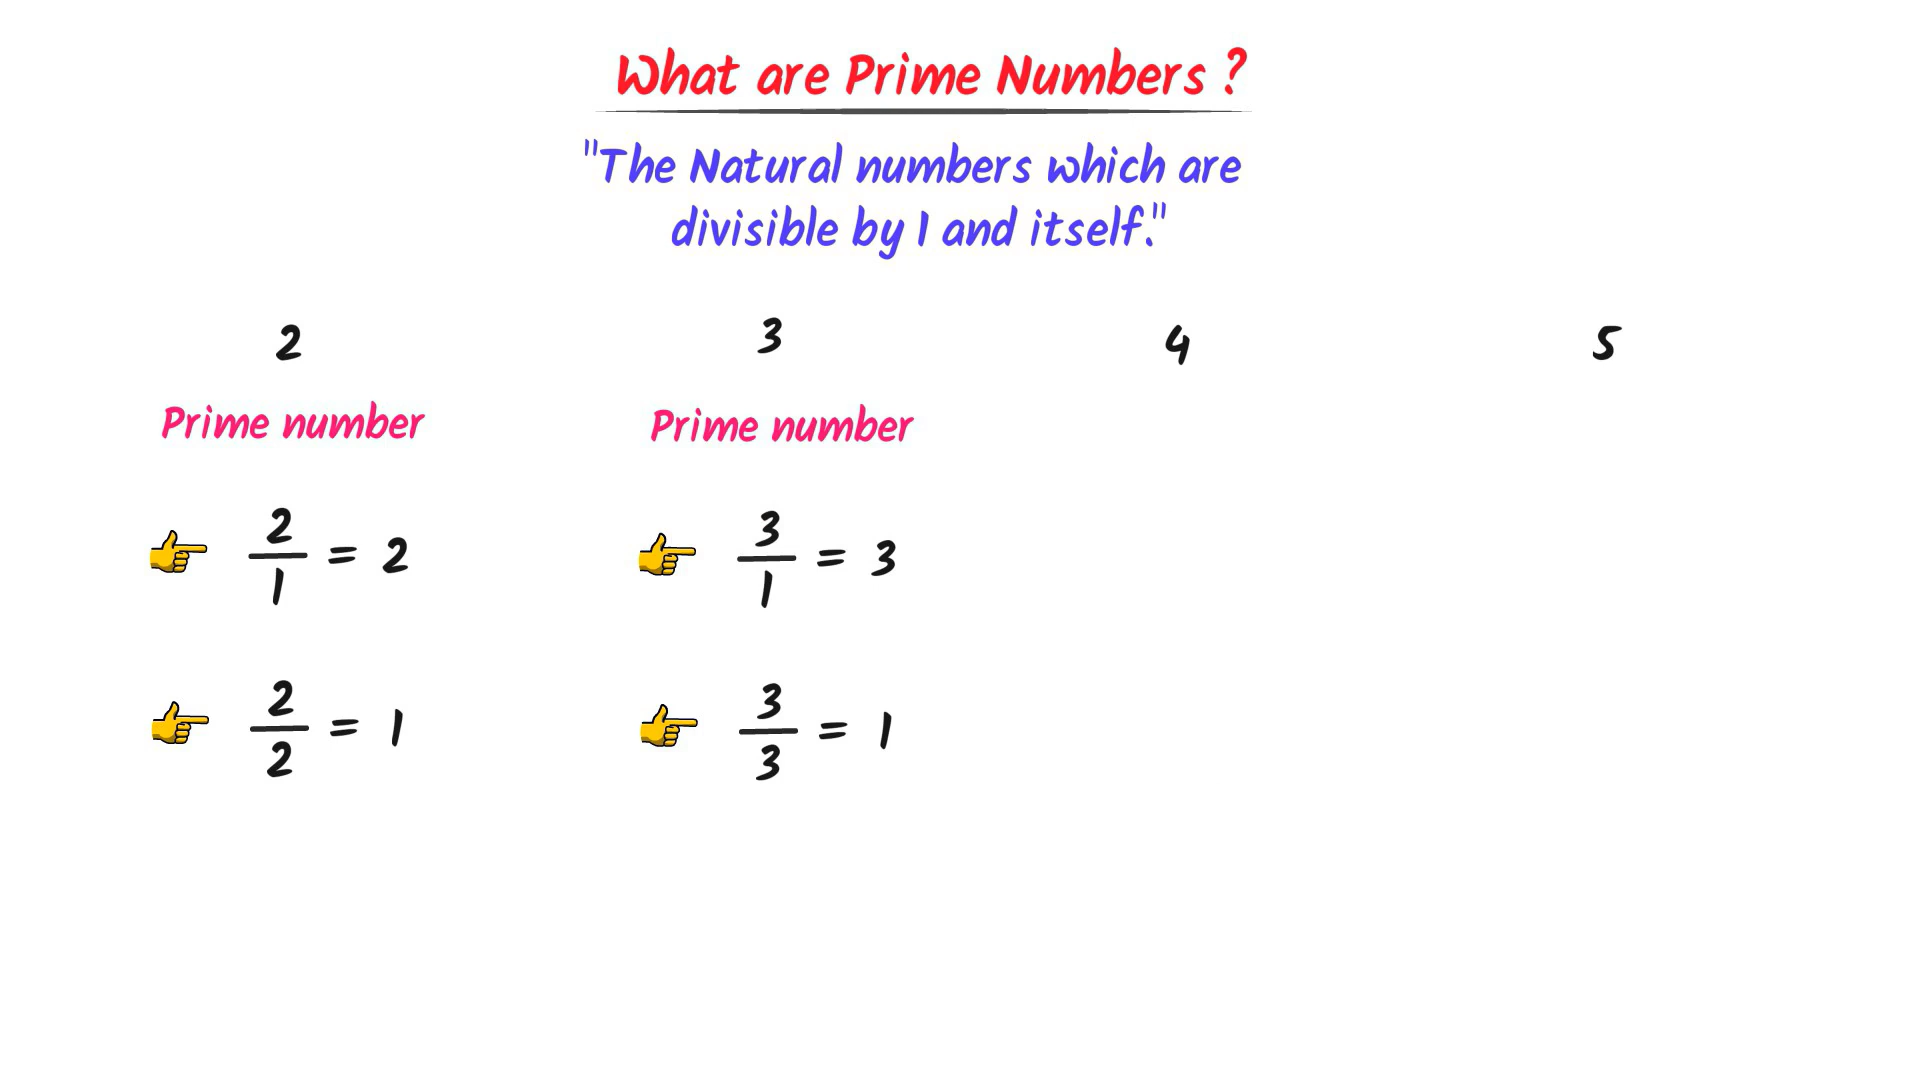 What are Prime Numbers ?
"The Natural numbers which are
divisible by 1 and itself."
2 3 4 5
Prime number Prime number
2/1 = 2 3/1 = 3
2/2 = 1 3/3 = 1